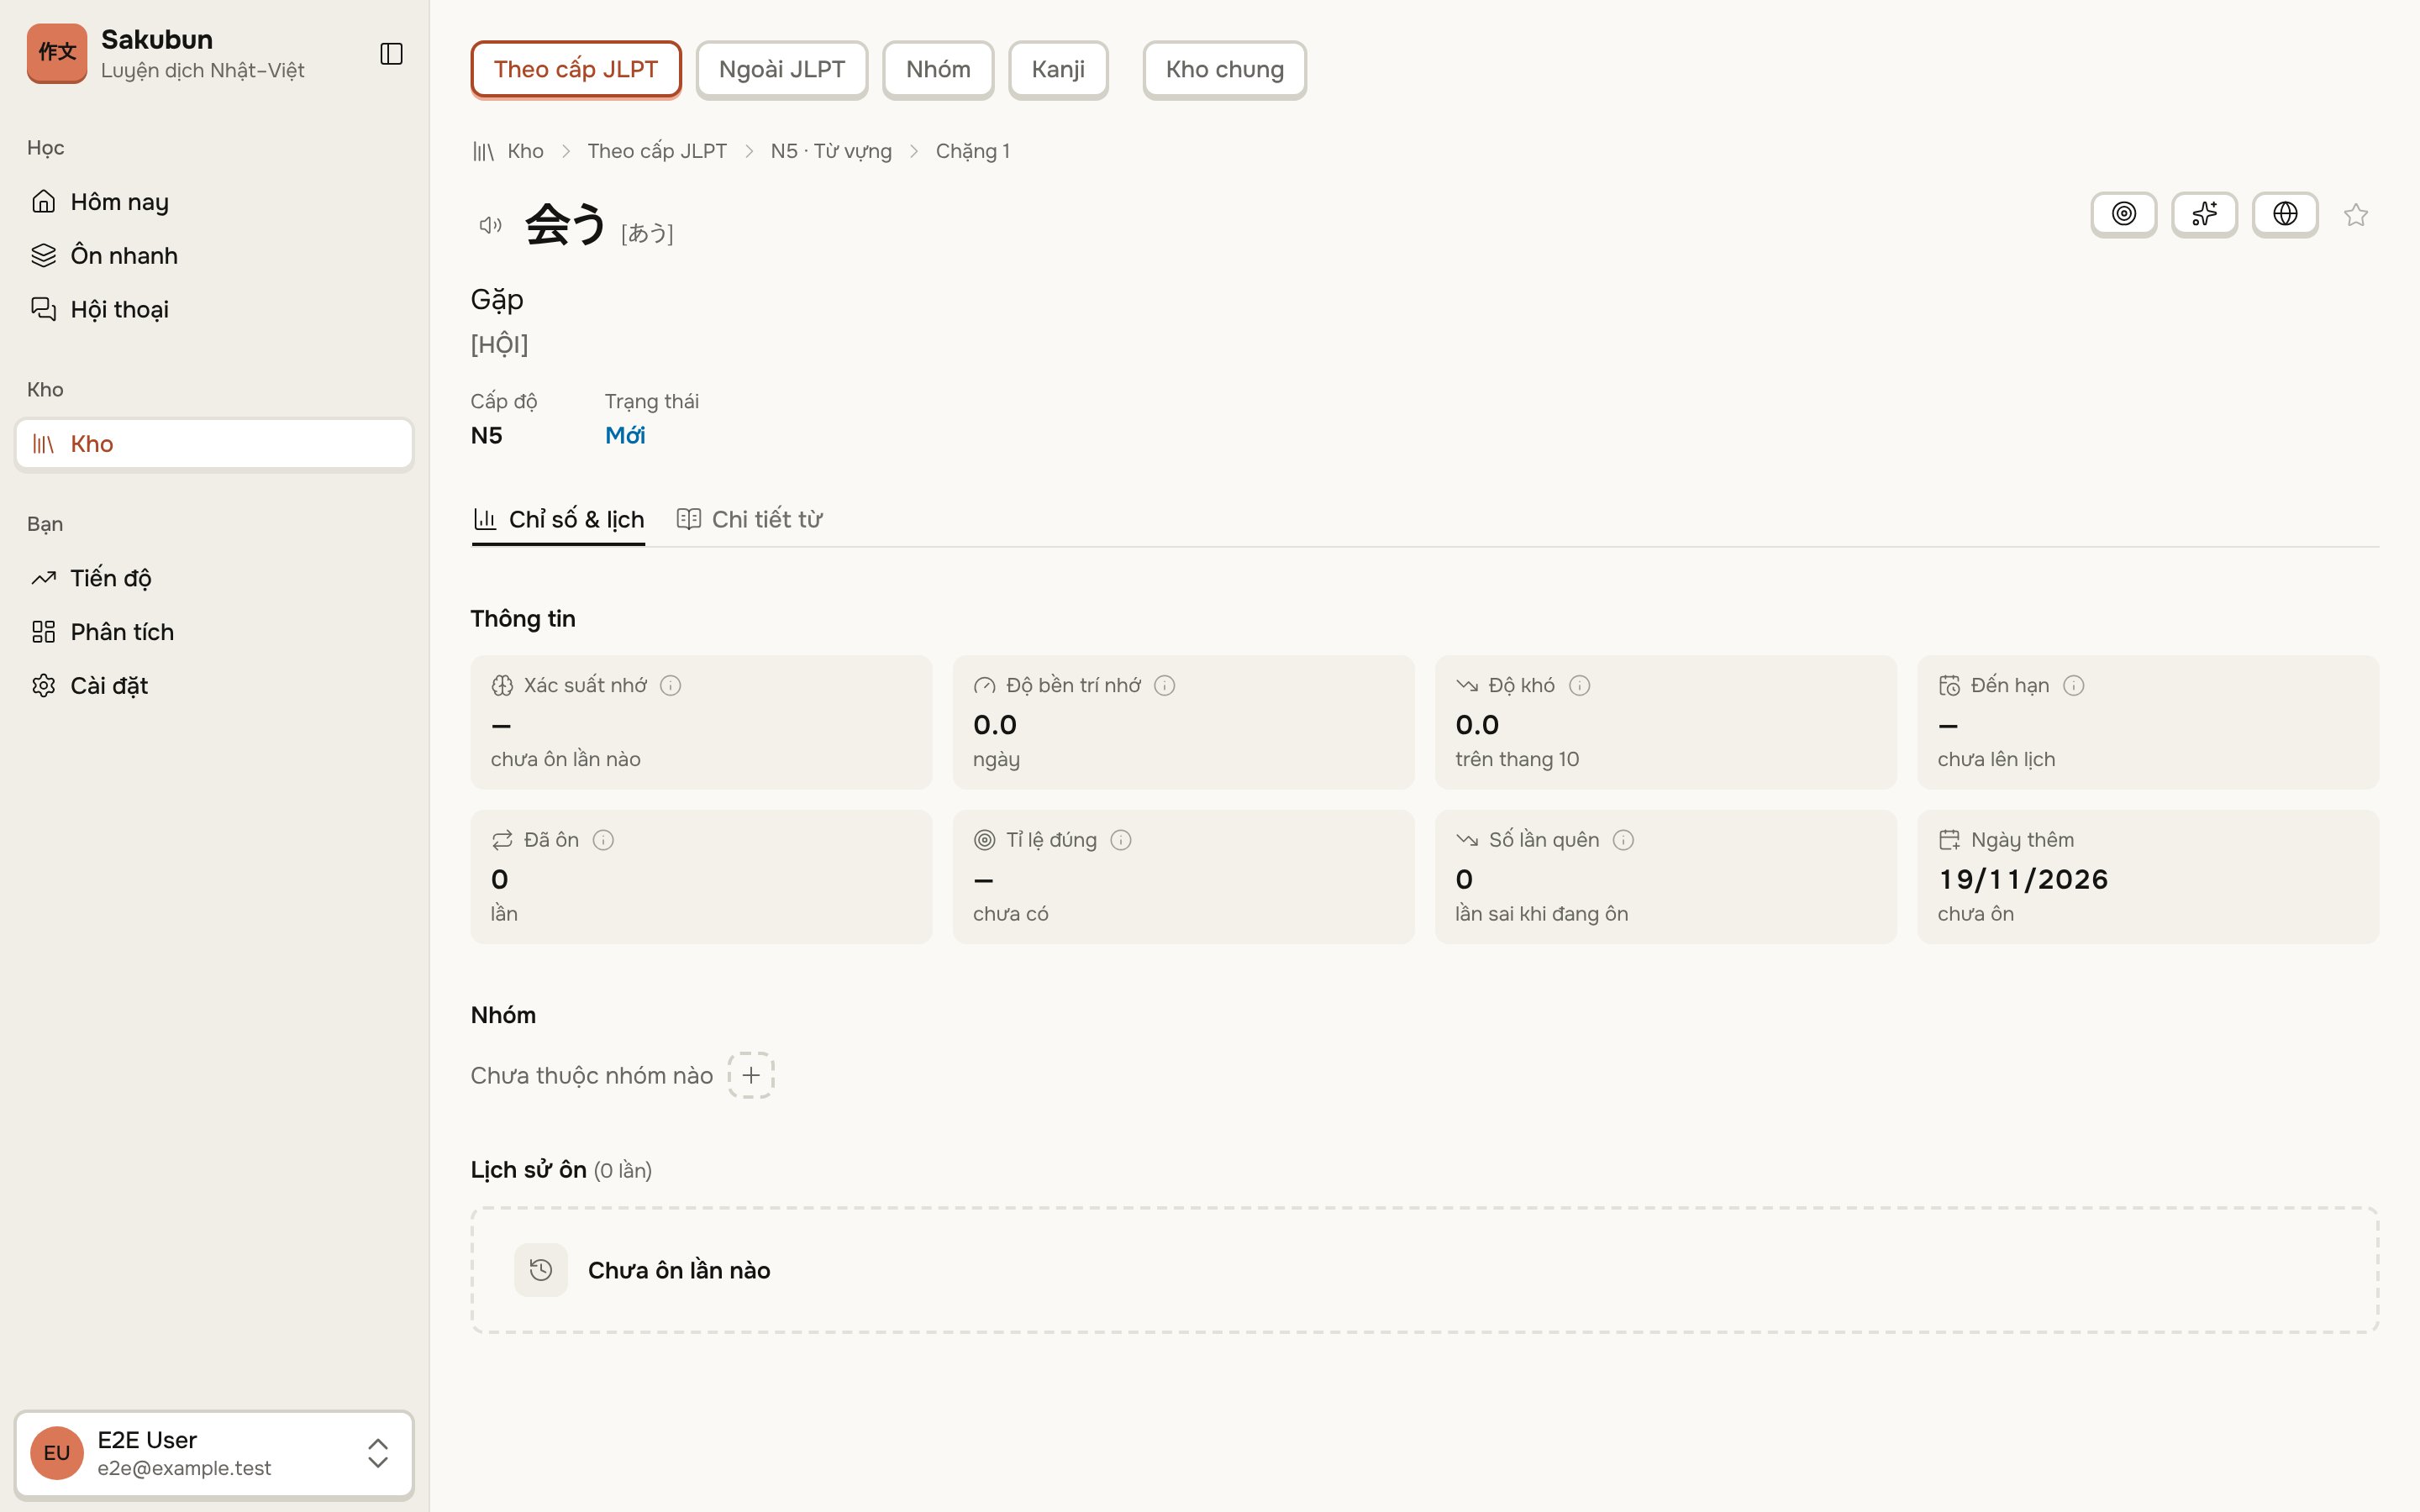 作文
Sakubun
Luyện dịch Nhật–Việt
Học
Hôm nay
Ôn nhanh
Hội thoại
Kho
Kho
Bạn
Tiến độ
Phân tích
Cài đặt
EU
E2E User
e2e@example.test
Theo cấp JLPT
Ngoài JLPT
Nhóm
Kanji
Kho chung
Kho > Theo cấp JLPT > N5 · Từ vựng > Chặng 1
会う [あう]
Gặp
[HỘI]
Cấp độ
N5
Trạng thái
Mới
Chỉ số & lịch
Chi tiết từ
Thông tin
Xác suất nhớ
–
chưa ôn lần nào
Độ bền trí nhớ
0.0
ngày
Độ khó
0.0
trên thang 10
Đến hạn
–
chưa lên lịch
Đã ôn
0
lần
Tỉ lệ đúng
–
chưa có
Số lần quên
0
lần sai khi đang ôn
Ngày thêm
19/11/2026
chưa ôn
Nhóm
Chưa thuộc nhóm nào
Lịch sử ôn (0 lần)
Chưa ôn lần nào